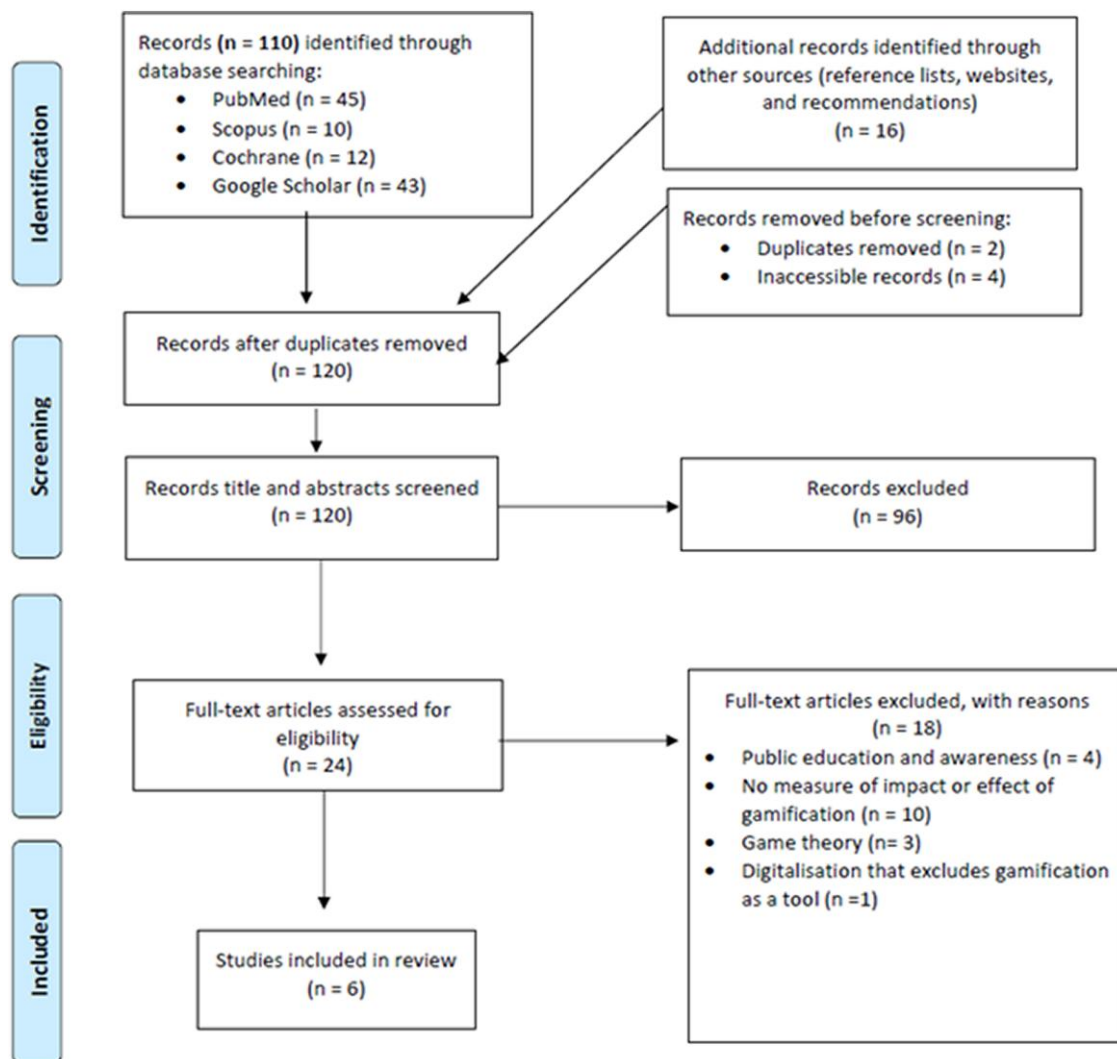 Identification
Records (n = 110) identified through
database searching:
• PubMed (n = 45)
• Scopus (n = 10)
• Cochrane (n = 12)
• Google Scholar (n = 43)
Additional records identified through
other sources (reference lists, websites,
and recommendations)
(n = 16)
Records removed before screening:
• Duplicates removed (n = 2)
• Inaccessible records (n = 4)
Screening
Records after duplicates removed
(n = 120)
Records title and abstracts screened
(n = 120)
Records excluded
(n = 96)
Eligibility
Full-text articles assessed for
eligibility
(n = 24)
Full-text articles excluded, with reasons
(n = 18)
• Public education and awareness (n = 4)
• No measure of impact or effect of
gamification (n = 10)
• Game theory (n= 3)
• Digitalisation that excludes gamification
as a tool (n =1)
Included
Studies included in review
(n = 6)